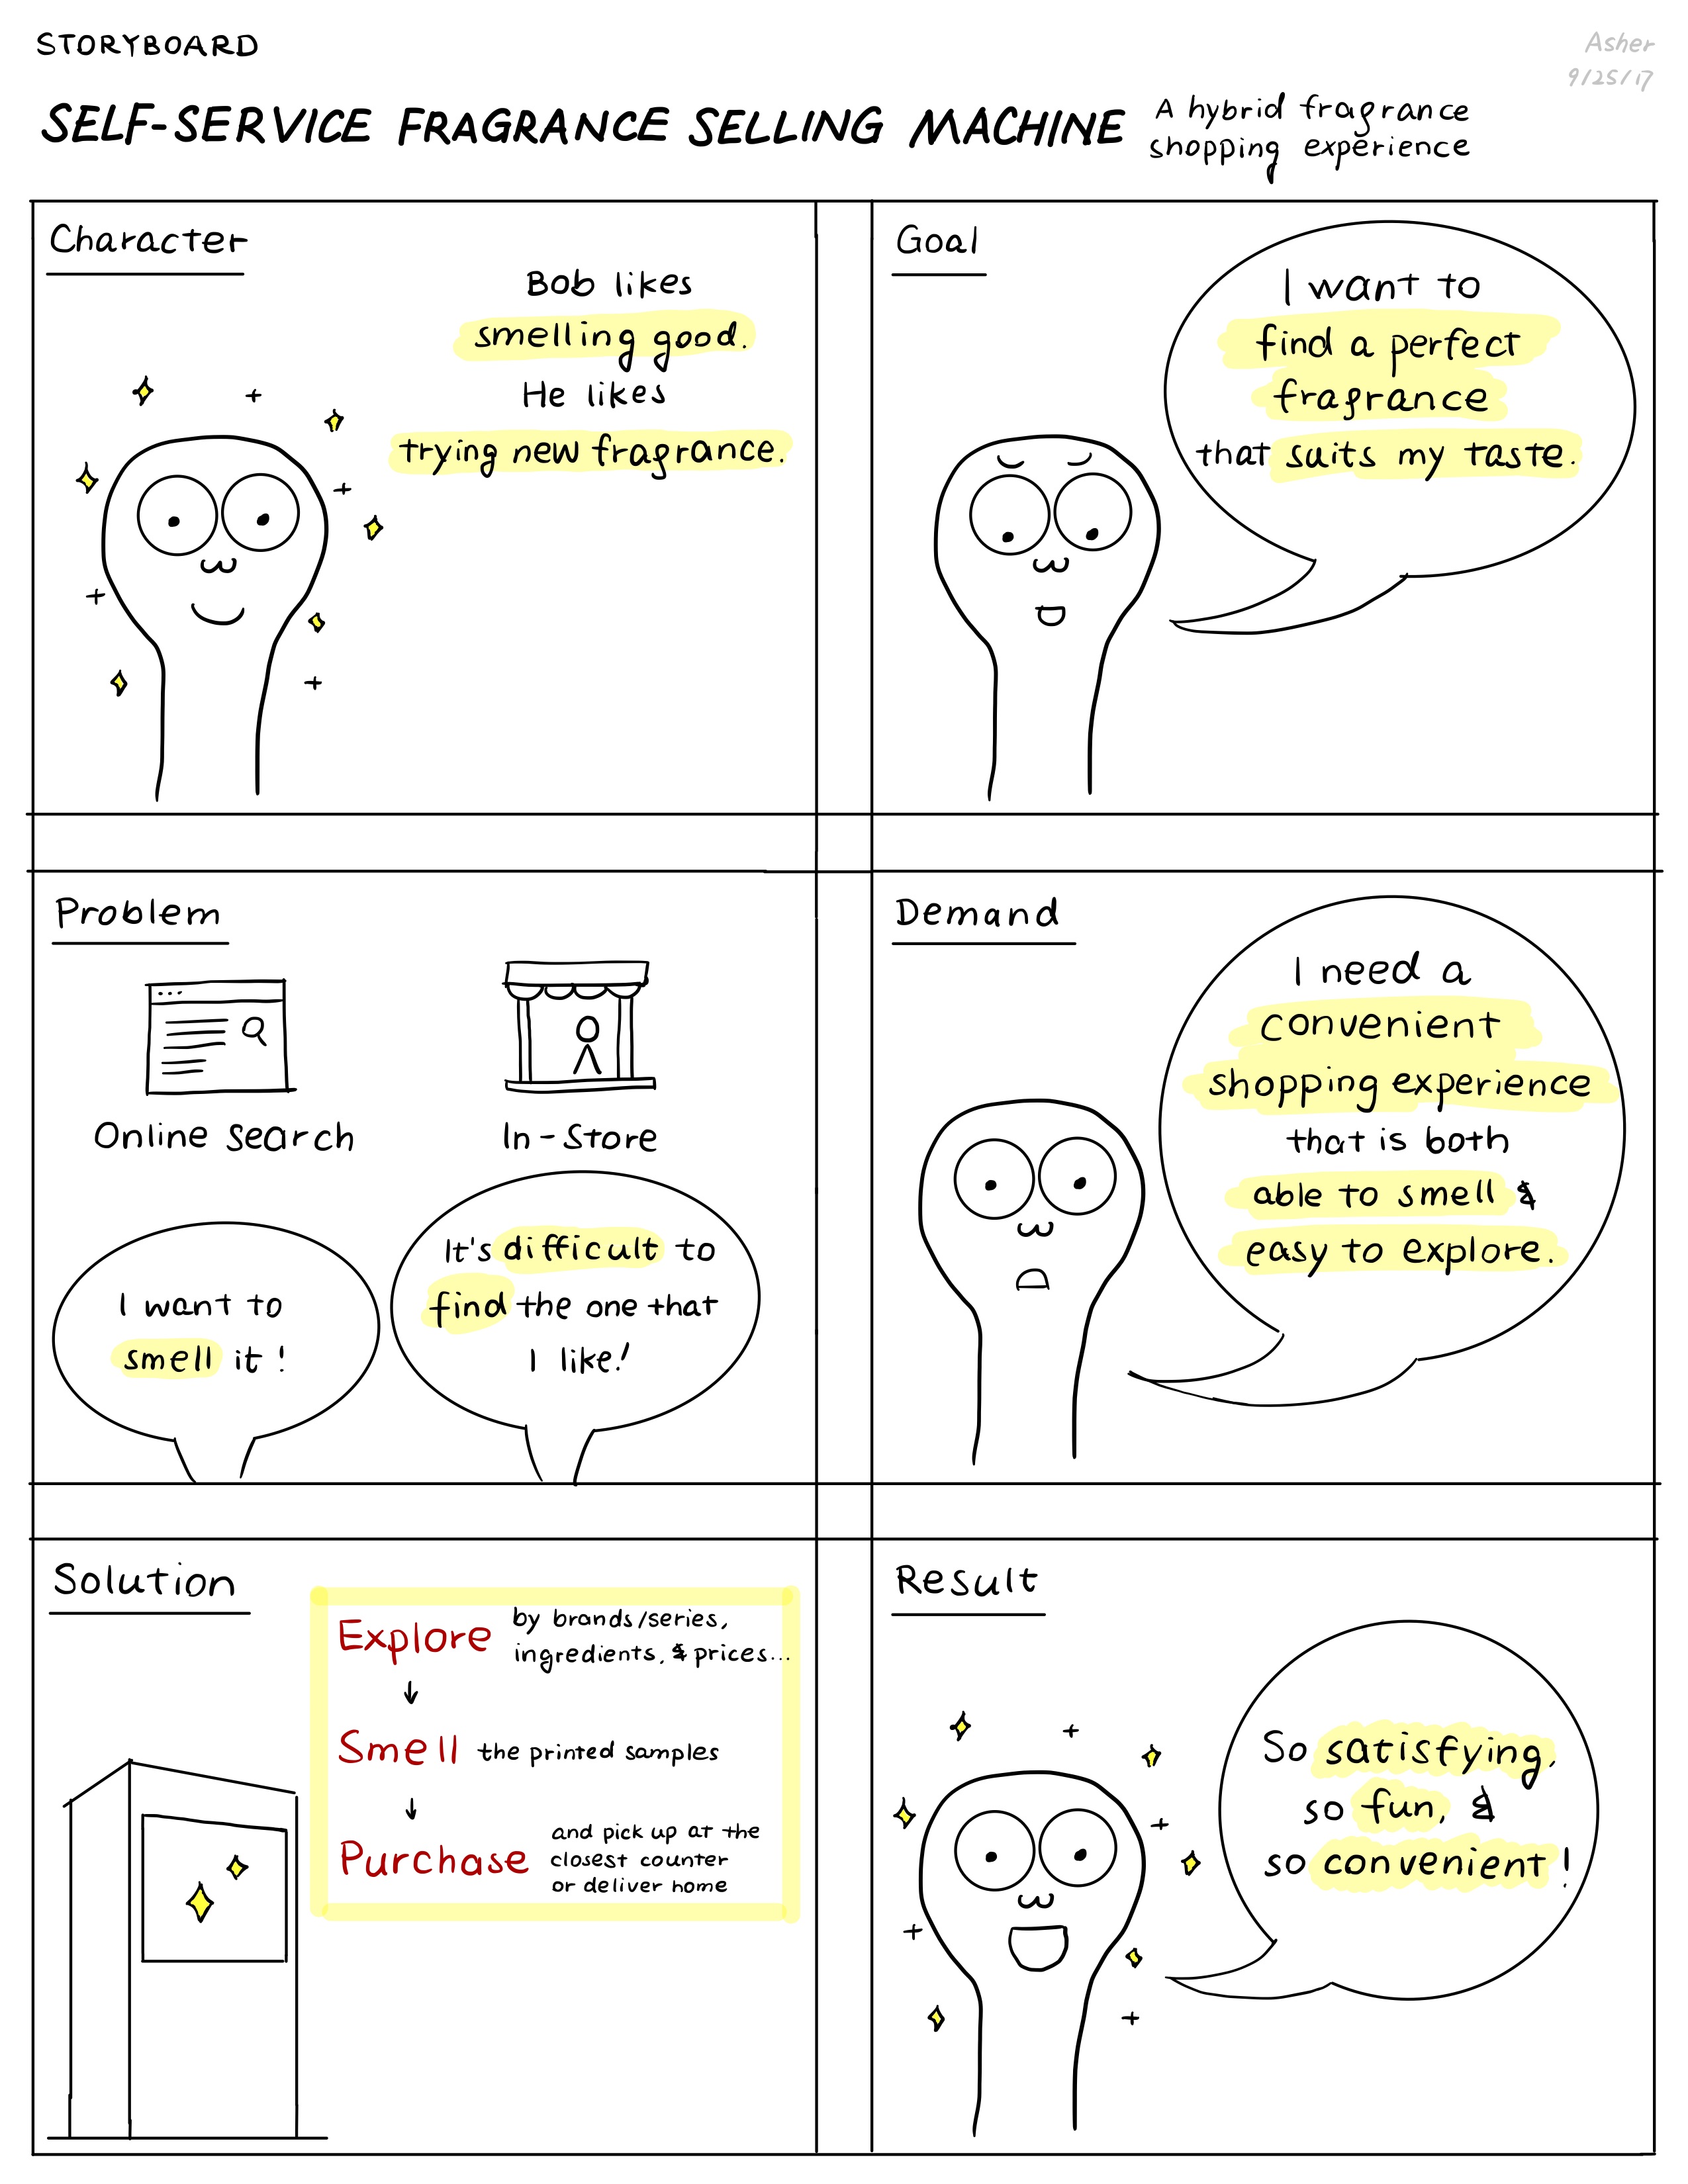 STORYBOARD
Asher
9/25/17
SELF-SERVICE FRAGRANCE SELLING MACHINE
A hybrid fragrance
shopping experience
Character
Bob likes
smelling good.
He likes
trying new fragrance.
Goal
I want to
find a perfect
fragrance
that suits my taste.
Problem
Online Search
In-Store
I want to
smell it!
It's difficult to
find the one that
I like!
Demand
I need a
convenient
shopping experience
that is both
able to smell &
easy to explore.
Solution
Explore
by brands/series,
ingredients, & prices...
↓
Smell the printed samples
↓
Purchase
and pick up at the
closest counter
or deliver home
Result
So satisfying,
so fun, &
so convenient!